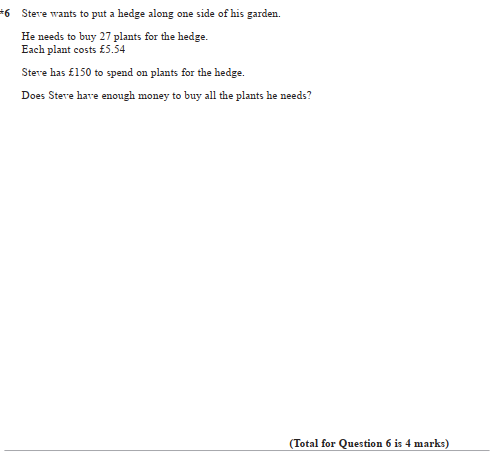 *6 Steve wants to put a hedge along one side of his garden.
He needs to buy 27 plants for the hedge.
Each plant costs £5.54
Steve has £150 to spend on plants for the hedge.
Does Steve have enough money to buy all the plants he needs?
(Total for Question 6 is 4 marks)